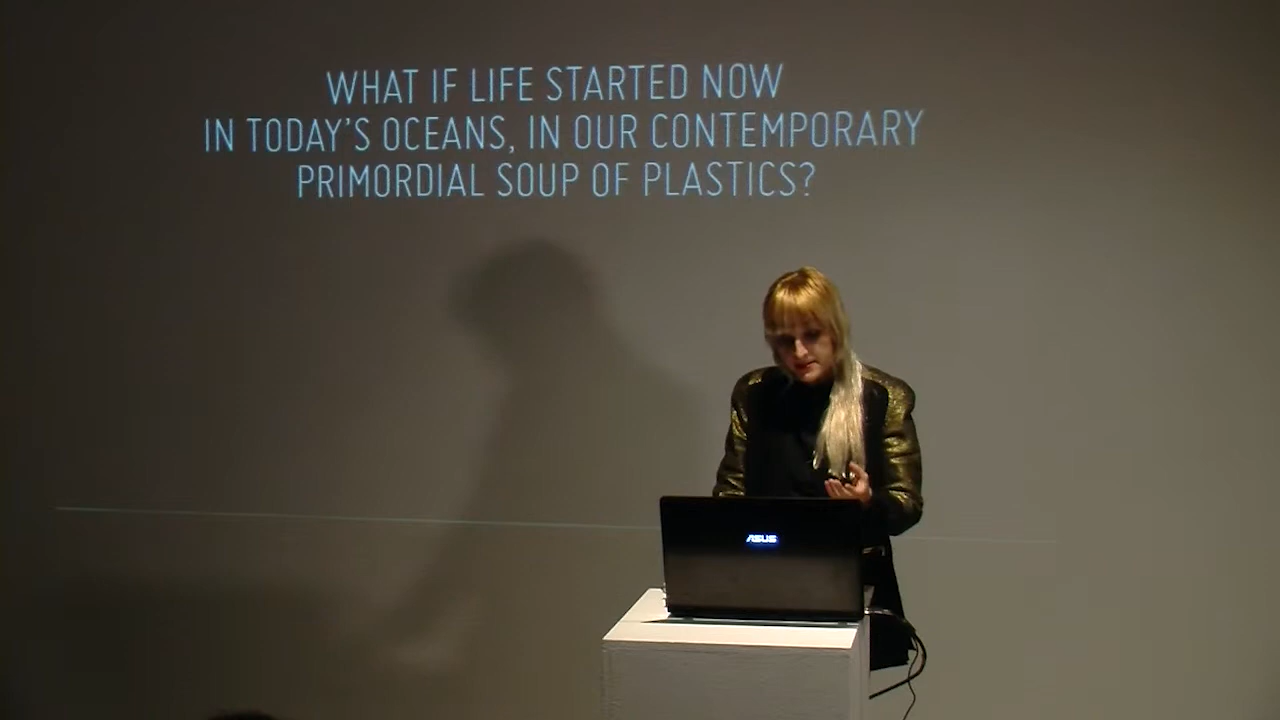 WHAT IF LIFE STARTED NOW
IN TODAY'S OCEANS, IN OUR CONTEMPORARY
PRIMORDIAL SOUP OF PLASTICS?
ASUS